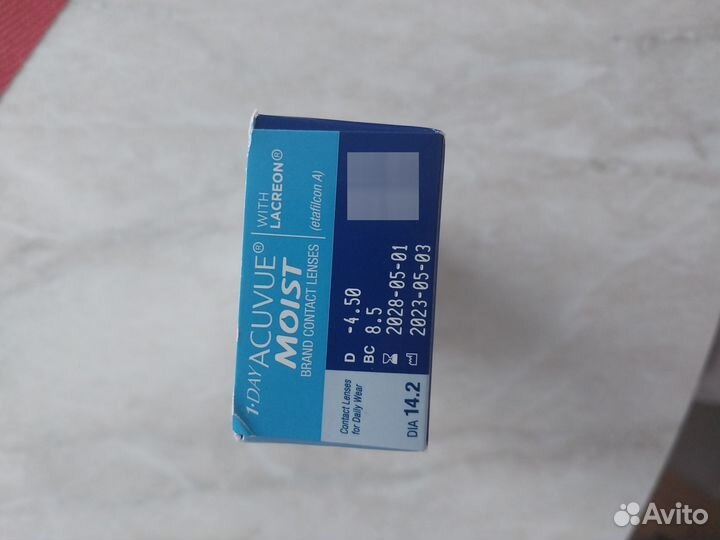 1·DAY ACUVUE® WITH
MOIST LACREON®
BRAND CONTACT LENSES (etafilcon A)
D -4.50
BC 8.5
2028-05-01
2023-05-03
Contact Lenses
for Daily Wear
DIA 14.2
Avito